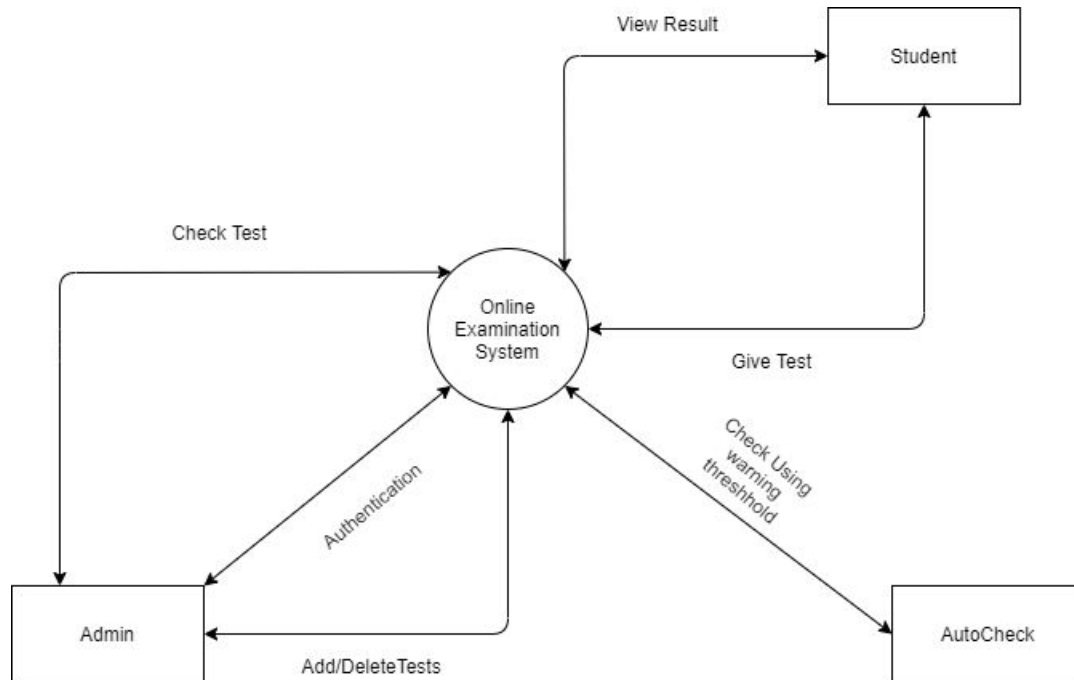 View Result
Student
Check Test
Online
Examination
System
Give Test
Check Using
warning
threshhold
Authentication
Admin
AutoCheck
Add/DeleteTests